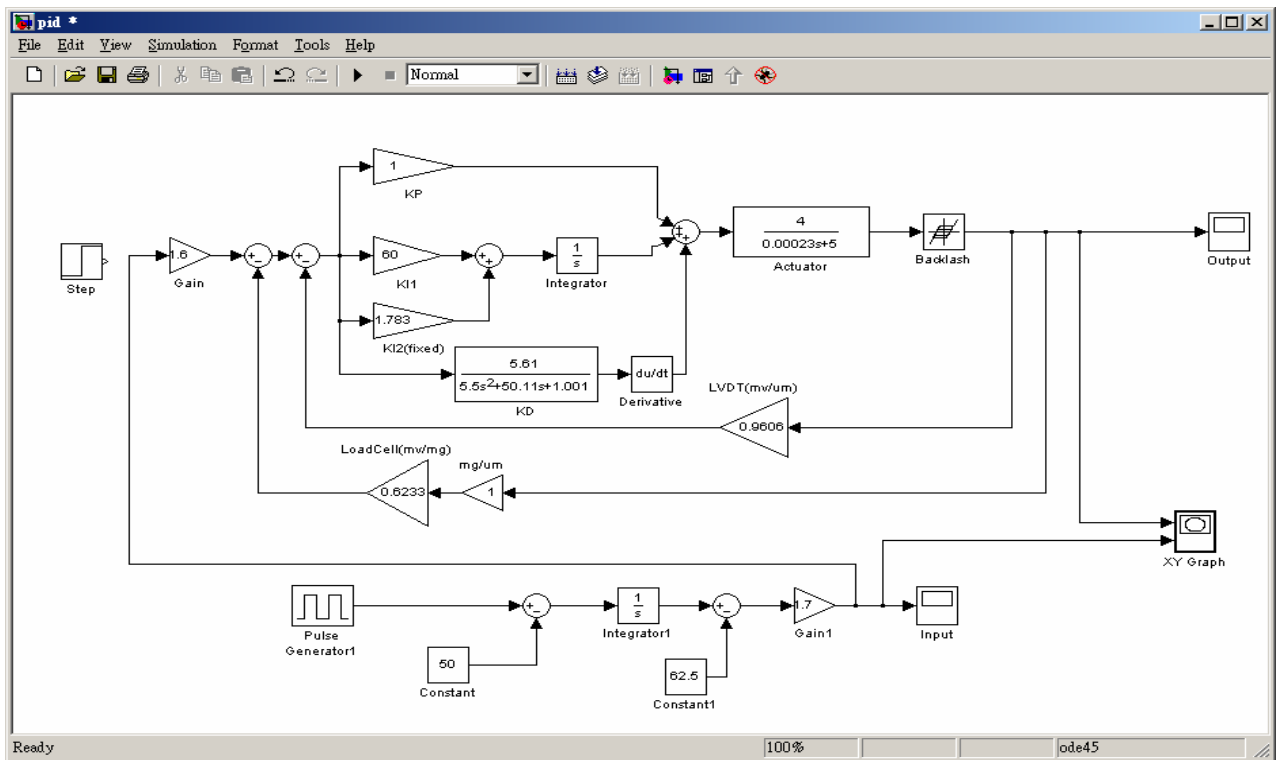 pid *
File Edit View Simulation Format Tools Help
Normal
1
KP
4
0.00023s+5
Actuator
Backlash
Output
Step
1.6
Gain
60
KI1
1
s
Integrator
1.783
KI2(fixed)
5.61
5.5s²+50.11s+1.001
KD
du/dt
Derivative
LVDT(mv/um)
0.9606
LoadCell(mv/mg)
0.6233
mg/um
1
XY Graph
Pulse
Generator1
50
Constant
1
s
Integrator1
62.5
Constant1
1.7
Gain1
Input
Ready 100% ode45